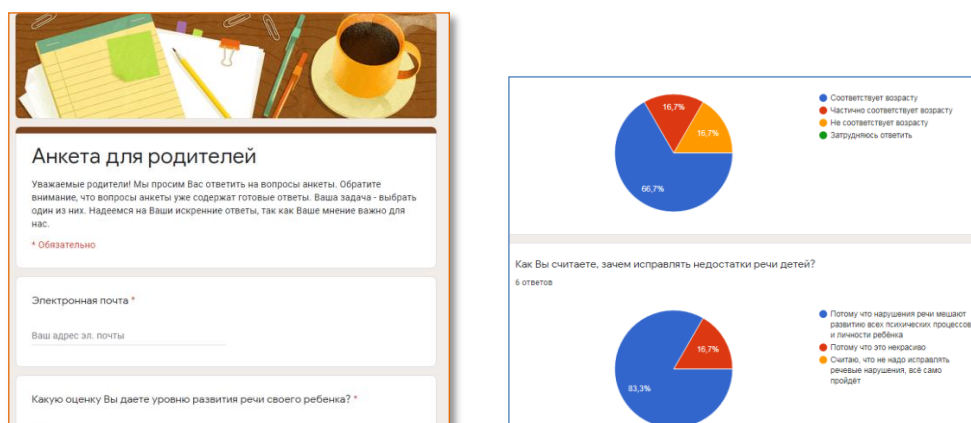 Анкета для родителей
Уважаемые родители! Мы просим Вас ответить на вопросы анкеты. Обратите
внимание, что вопросы анкеты уже содержат готовые ответы. Ваша задача - выбрать
один из них. Надеемся на Ваши искренние ответы, так как Ваше мнение важно для
нас.
* Обязательно
Электронная почта *
Ваш адрес эл. почты
Какую оценку Вы даете уровню развития речи своего ребенка? *
16,7%
16,7%
66,7%
Соответствует возрасту
Частично соответствует возрасту
Не соответствует возрасту
Затрудняюсь ответить
Как Вы считаете, зачем исправлять недостатки речи детей?
6 ответов
16,7%
83,3%
Потому что нарушения речи мешают
развитию всех психических процессов
и личности ребёнка
Потому что это некрасиво
Считаю, что не надо исправлять
речевые нарушения, всё само
пройдёт